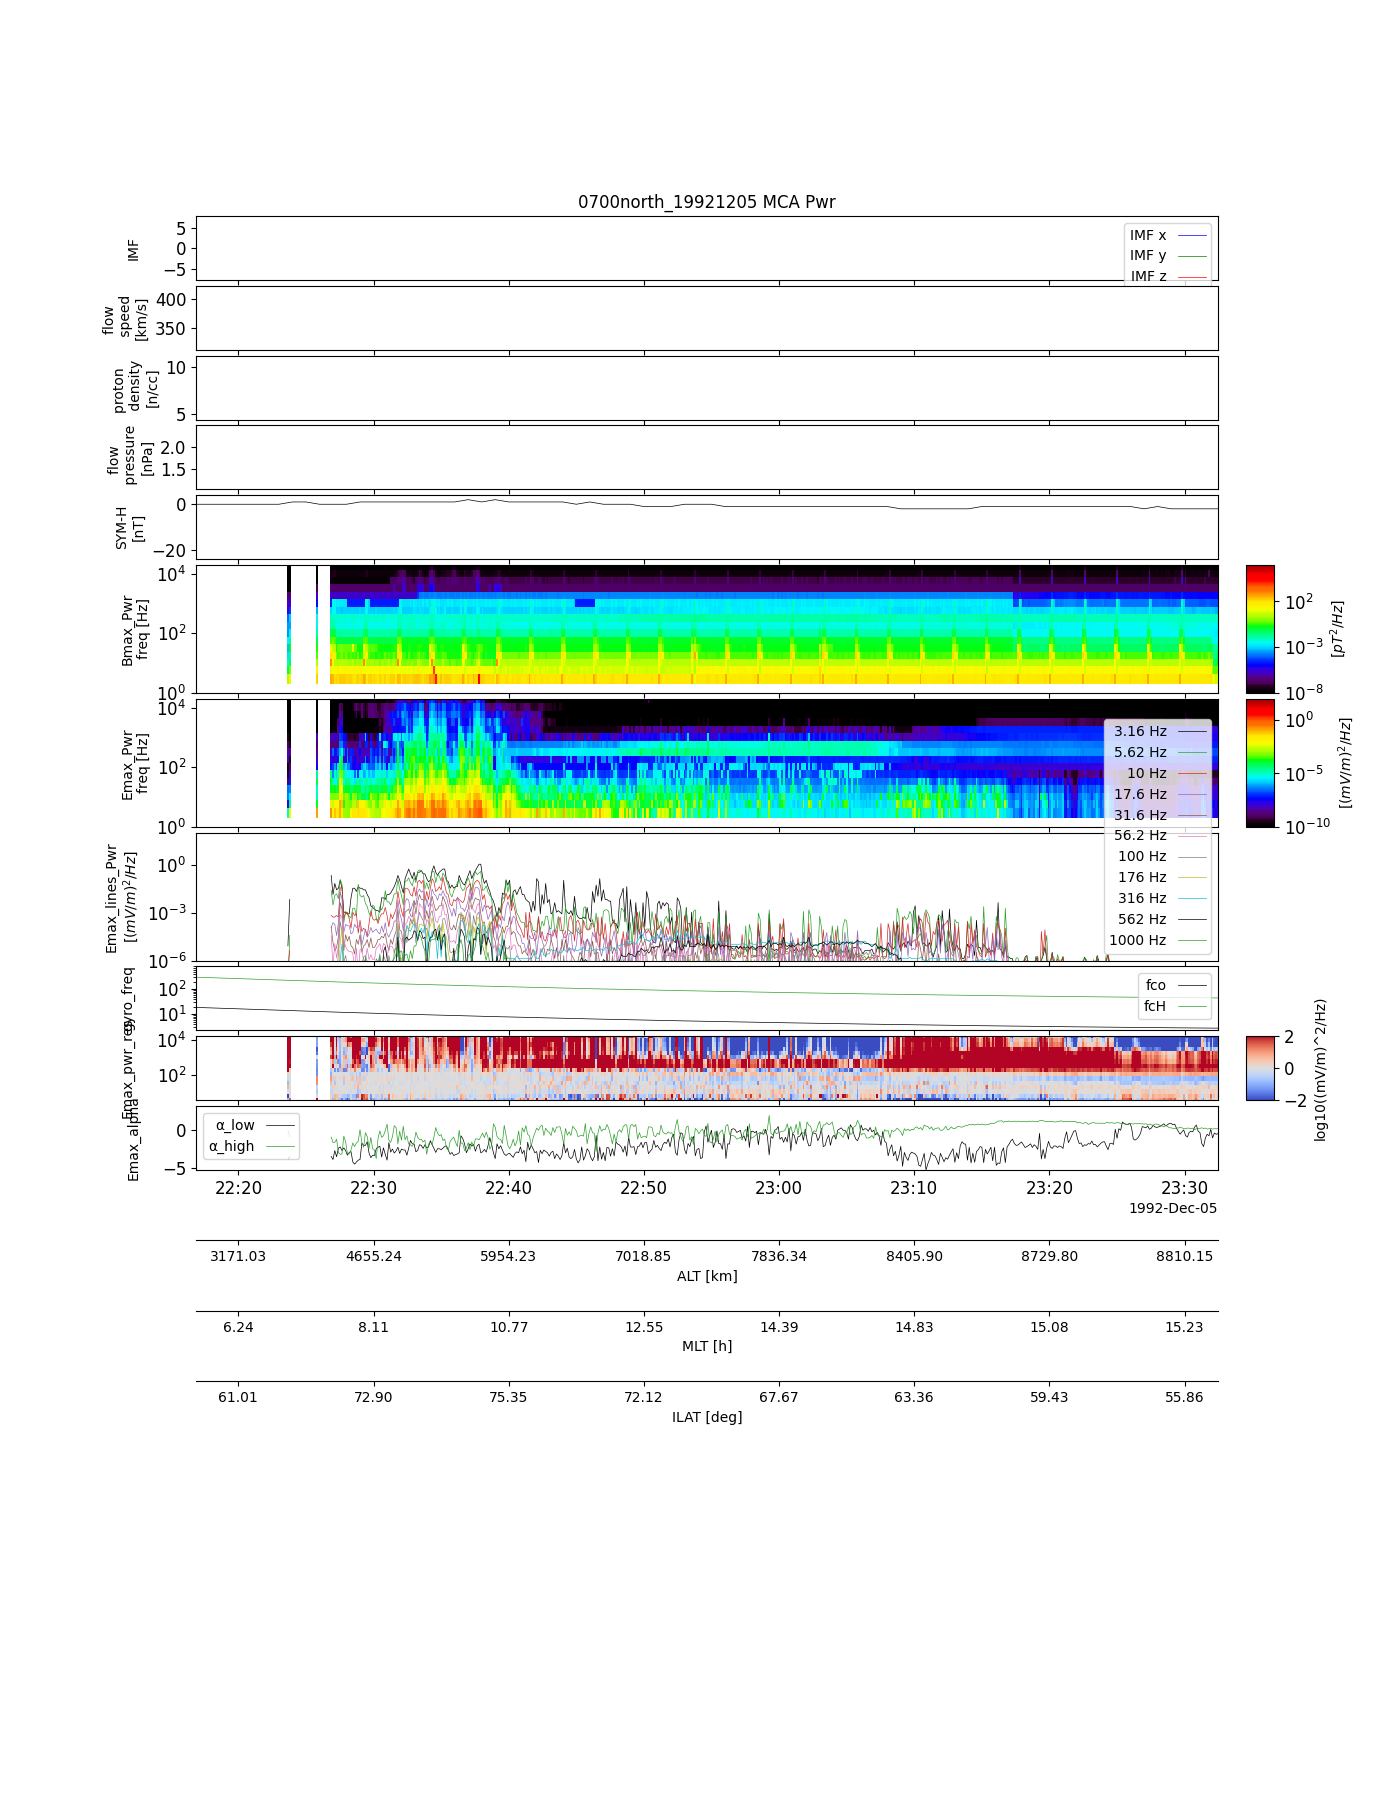 0700north_19921205 MCA Pwr
IMF
5
0
−5
IMF x
IMF y
IMF z
flow
speed
[km/s]
400
350
proton
density
[n/cc]
10
5
flow
pressure
[nPa]
2.0
1.5
SYM-H
[nT]
0
−20
Bmax_Pwr
freq [Hz]
10^4
10^2
10^0
10^2
10^−3
10^−8
[pT^2/Hz]
Emax_Pwr
freq [Hz]
10^4
10^2
10^0
10^0
10^−5
10^−10
[(mV/m)^2/Hz]
3.16 Hz
5.62 Hz
10 Hz
17.6 Hz
31.6 Hz
56.2 Hz
100 Hz
176 Hz
316 Hz
562 Hz
1000 Hz
Emax_lines_Pwr
[(mV/m)^2/Hz]
10^0
10^−3
10^−6
gyro_freq
10^2
10^1
fco
fcH
Emax_pwr_reg
10^4
10^2
2
0
−2
log10((mV/m)^2/Hz)
Emax_alpha
0
−5
α_low
α_high
22:20 22:30 22:40 22:50 23:00 23:10 23:20 23:30
1992-Dec-05
3171.03 4655.24 5954.23 7018.85 7836.34 8405.90 8729.80 8810.15
ALT [km]
6.24 8.11 10.77 12.55 14.39 14.83 15.08 15.23
MLT [h]
61.01 72.90 75.35 72.12 67.67 63.36 59.43 55.86
ILAT [deg]